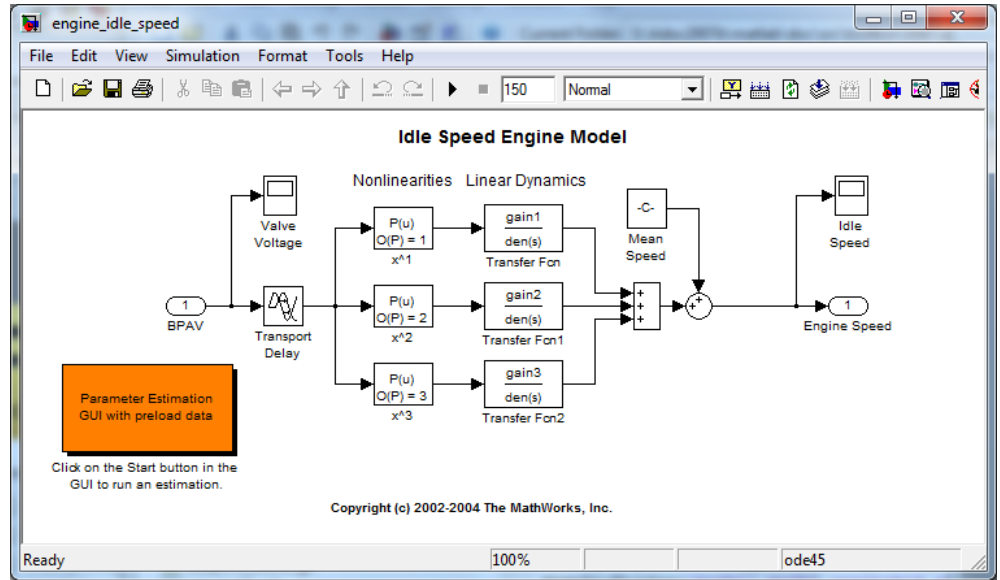 engine_idle_speed
File Edit View Simulation Format Tools Help
150 Normal
Idle Speed Engine Model
Nonlinearities Linear Dynamics
Valve
Voltage
P(u)
O(P) = 1
x^1
gain1
den(s)
Transfer Fcn
-C-
Mean
Speed
Idle
Speed
1
BPAV
Transport
Delay
P(u)
O(P) = 2
x^2
gain2
den(s)
Transfer Fcn1
+
+
+
+
+
1
Engine Speed
P(u)
O(P) = 3
x^3
gain3
den(s)
Transfer Fcn2
Parameter Estimation
GUI with preload data
Click on the Start button in the
GUI to run an estimation.
Copyright (c) 2002-2004 The MathWorks, Inc.
Ready 100% ode45